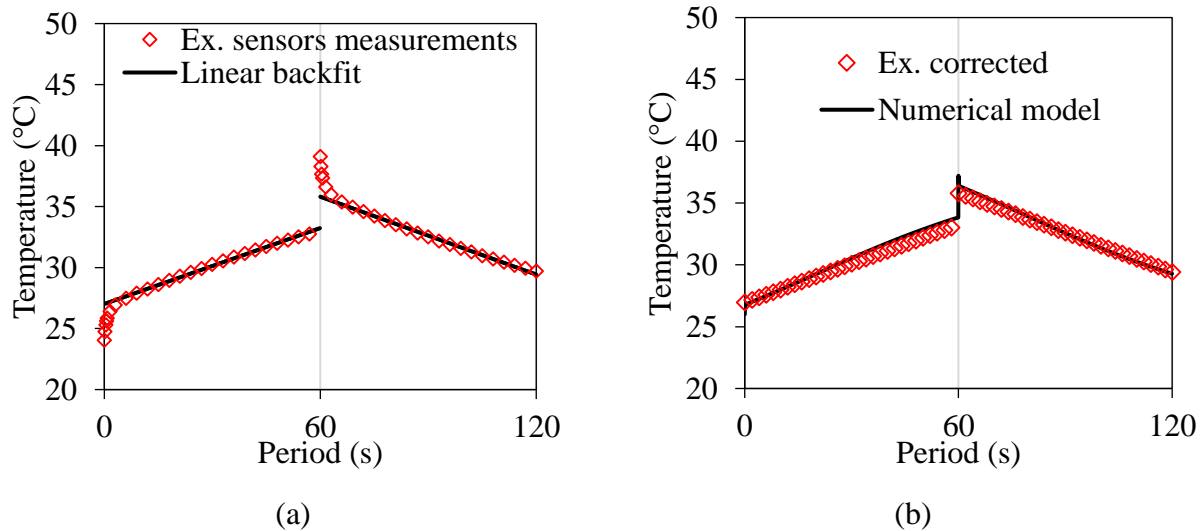 50
45
40
35
30
25
20
Temperature (°C)
Ex. sensors measurements
Linear backfit
0
60
120
Period (s)
(a)
50
45
40
35
30
25
20
Temperature (°C)
Ex. corrected
Numerical model
0
60
120
Period (s)
(b)